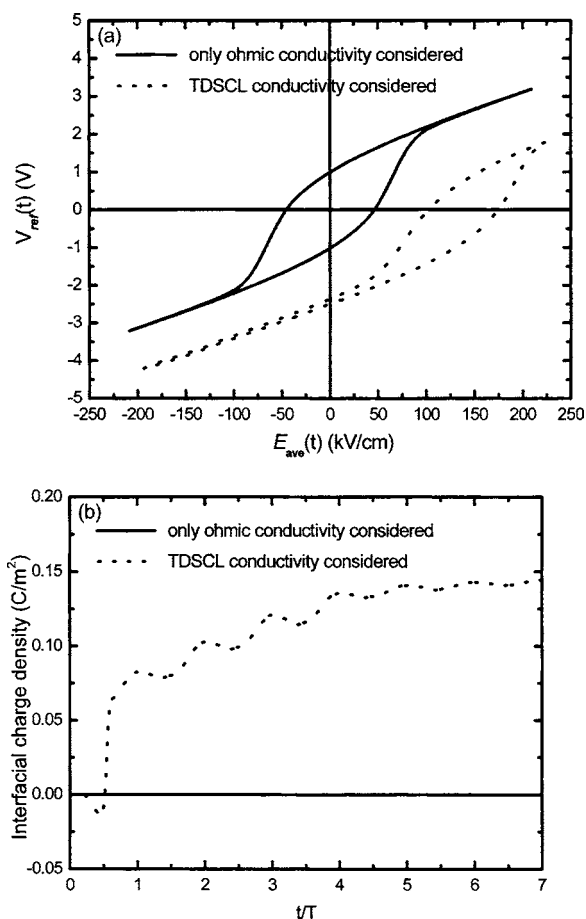 (a)
only ohmic conductivity considered
TDSCL conductivity considered
5
4
3
2
1
0
-1
-2
-3
-4
-5
V_ref(t) (V)
-250 -200 -150 -100 -50 0 50 100 150 200 250
E_ave(t) (kV/cm)
(b)
only ohmic conductivity considered
TDSCL conductivity considered
0.20
0.15
0.10
0.05
0.00
-0.05
Interfacial charge density (C/m²)
0 1 2 3 4 5 6 7
t/T